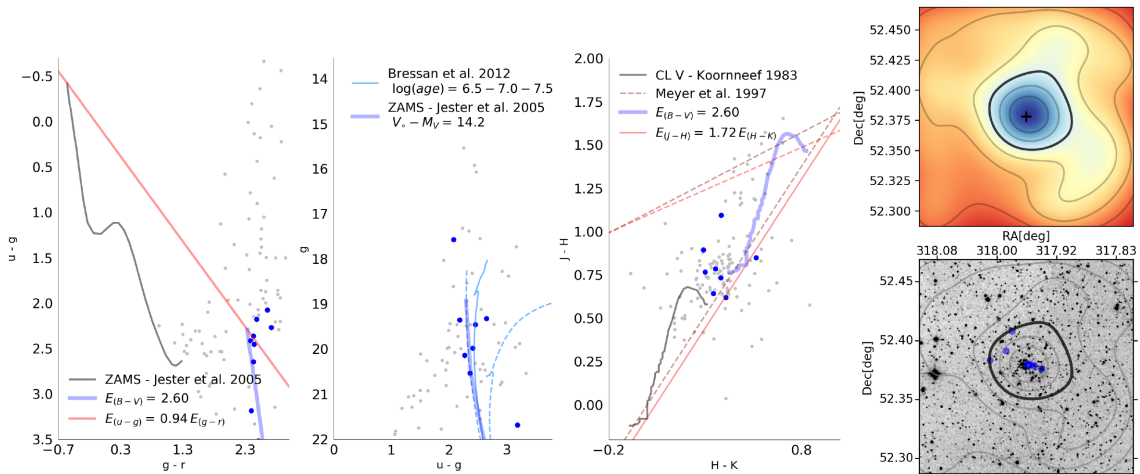 −0.5
0.0
0.5
1.0
1.5
2.0
2.5
3.0
3.5
u - g
−0.7
0.3
1.3
2.3
g - r
ZAMS - Jester et al. 2005
E(B−V) = 2.60
E(u−g) = 0.94 E(g−r)
14
15
16
17
18
19
20
21
22
g
0
1
2
3
u - g
Bressan et al. 2012
log(age) = 6.5 − 7.0 − 7.5
ZAMS - Jester et al. 2005
V∘ − MV = 14.2
2.00
1.75
1.50
1.25
1.00
0.75
0.50
0.25
0.00
J - H
−0.2
0.8
H - K
CL V - Koornneef 1983
Meyer et al. 1997
E(B−V) = 2.60
E(J−H) = 1.72 E(H−K)
52.450
52.425
52.400
52.375
52.350
52.325
52.300
Dec[deg]
RA[deg]
318.08
318.00
317.92
317.83
52.45
52.40
52.35
52.30
Dec[deg]